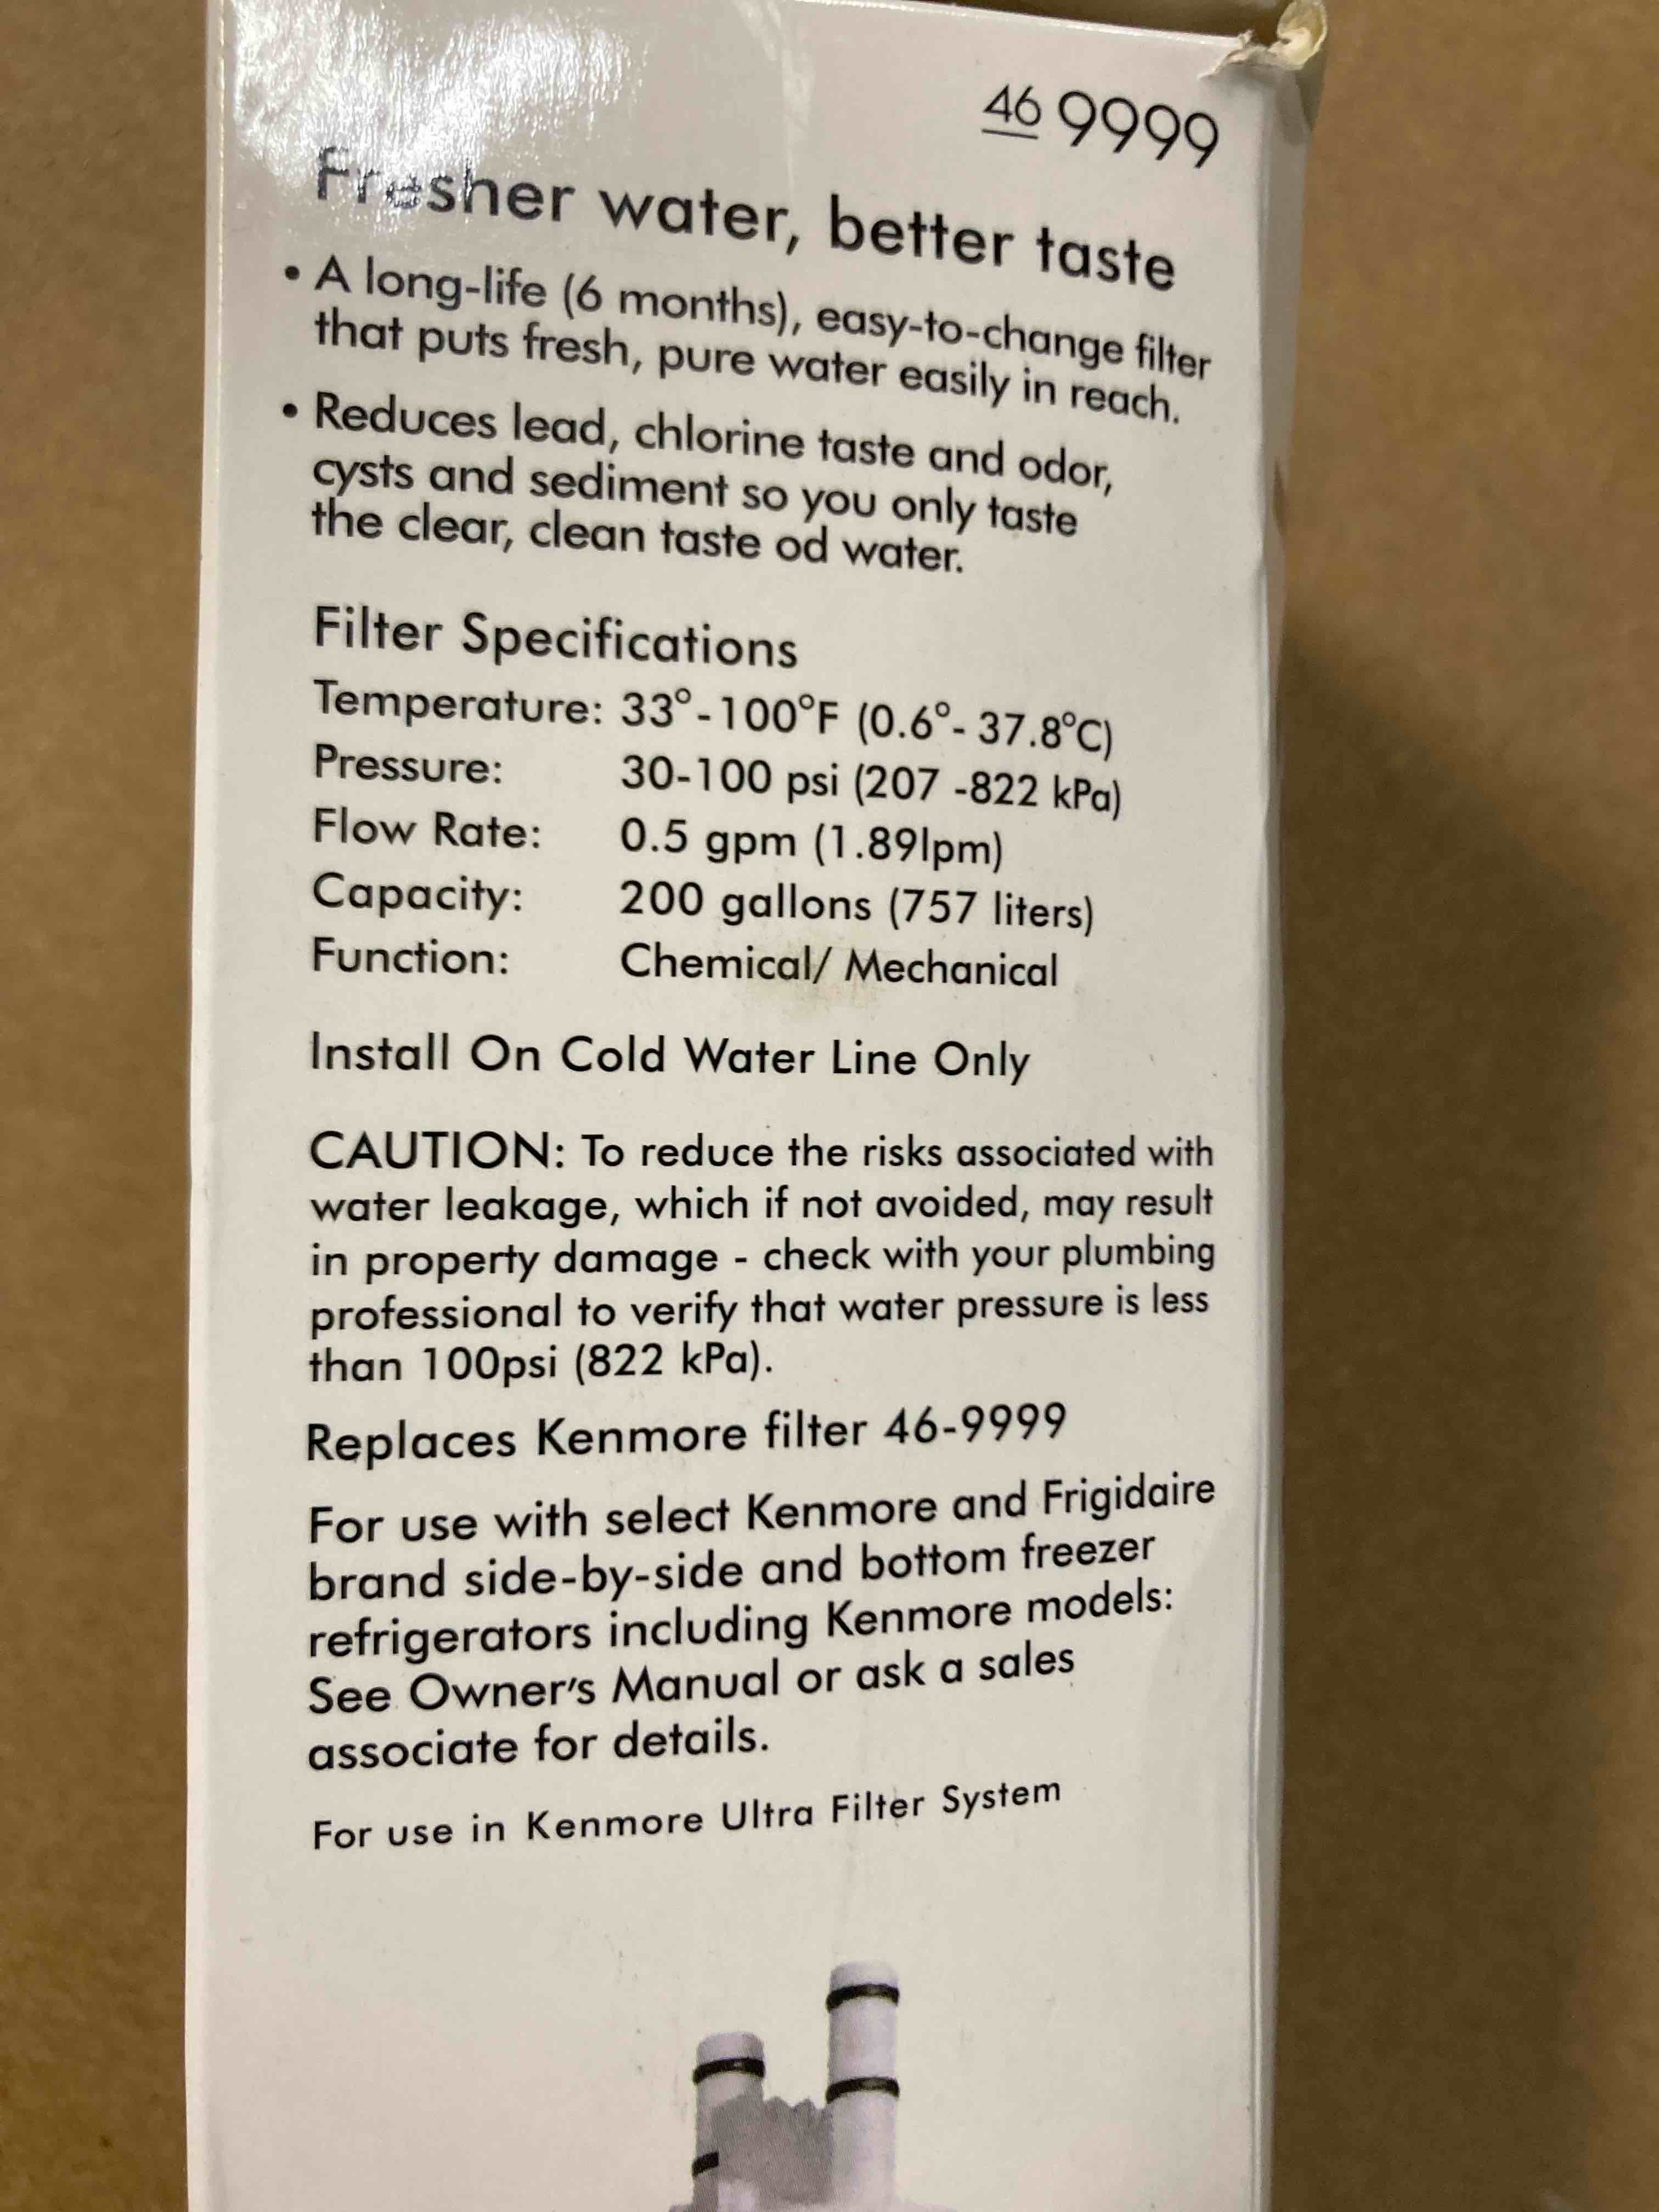 46 9999
Fresher water, better taste
• A long-life (6 months), easy-to-change filter
that puts fresh, pure water easily in reach.
• Reduces lead, chlorine taste and odor,
cysts and sediment so you only taste
the clear, clean taste od water.
Filter Specifications
Temperature: 33°-100°F (0.6°- 37.8°C)
Pressure: 30-100 psi (207 -822 kPa)
Flow Rate: 0.5 gpm (1.89lpm)
Capacity: 200 gallons (757 liters)
Function: Chemical/ Mechanical
Install On Cold Water Line Only
CAUTION: To reduce the risks associated with
water leakage, which if not avoided, may result
in property damage - check with your plumbing
professional to verify that water pressure is less
than 100psi (822 kPa).
Replaces Kenmore filter 46-9999
For use with select Kenmore and Frigidaire
brand side-by-side and bottom freezer
refrigerators including Kenmore models:
See Owner's Manual or ask a sales
associate for details.
For use in Kenmore Ultra Filter System